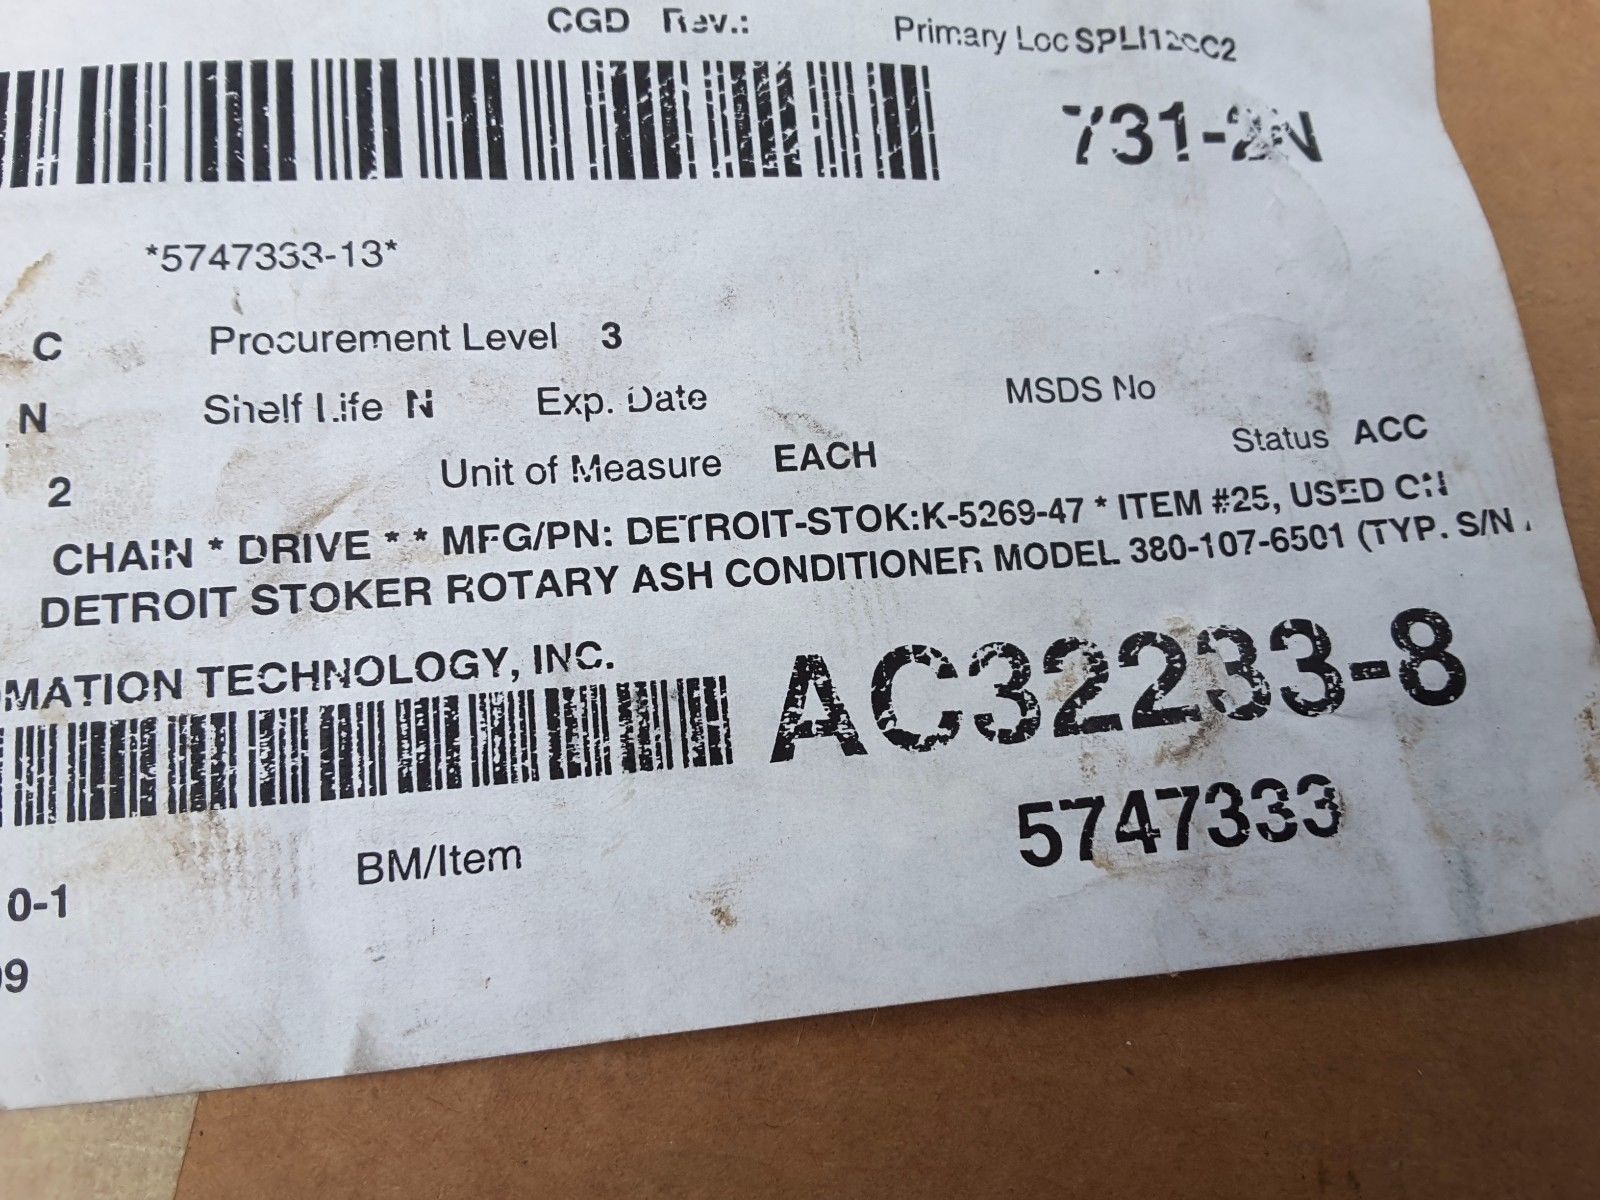 CGD Rev.: Primary Loc SPLI12CC2
731-2N
*5747333-13*
C Procurement Level 3
N Shelf Life N Exp. Date MSDS No
2 Unit of Measure EACH Status ACC
CHAIN * DRIVE * * MFG/PN: DETROIT-STOK:K-5269-47 * ITEM #25, USED ON
DETROIT STOKER ROTARY ASH CONDITIONER MODEL 380-107-6501 (TYP. S/N
OMATION TECHNOLOGY, INC.
AC32233-8
5747333
BM/Item
0-1
09